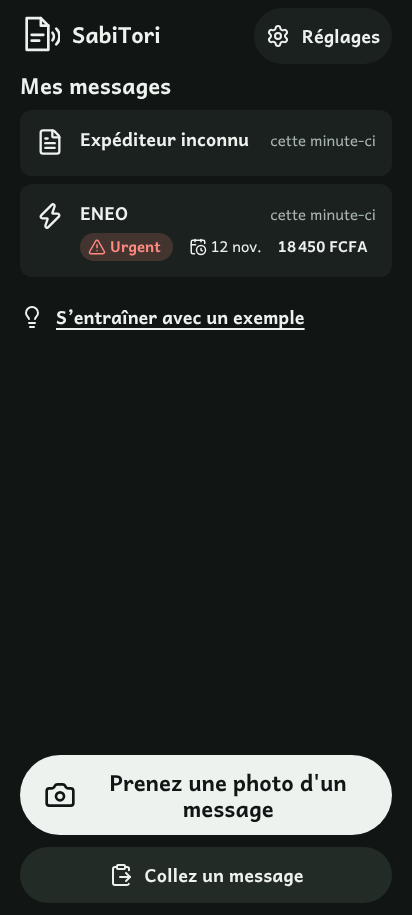 SabiTori
Réglages
Mes messages
Expéditeur inconnu cette minute-ci
ENEO cette minute-ci
Urgent 12 nov. 18 450 FCFA
S’entraîner avec un exemple
Prenez une photo d'un
message
Collez un message